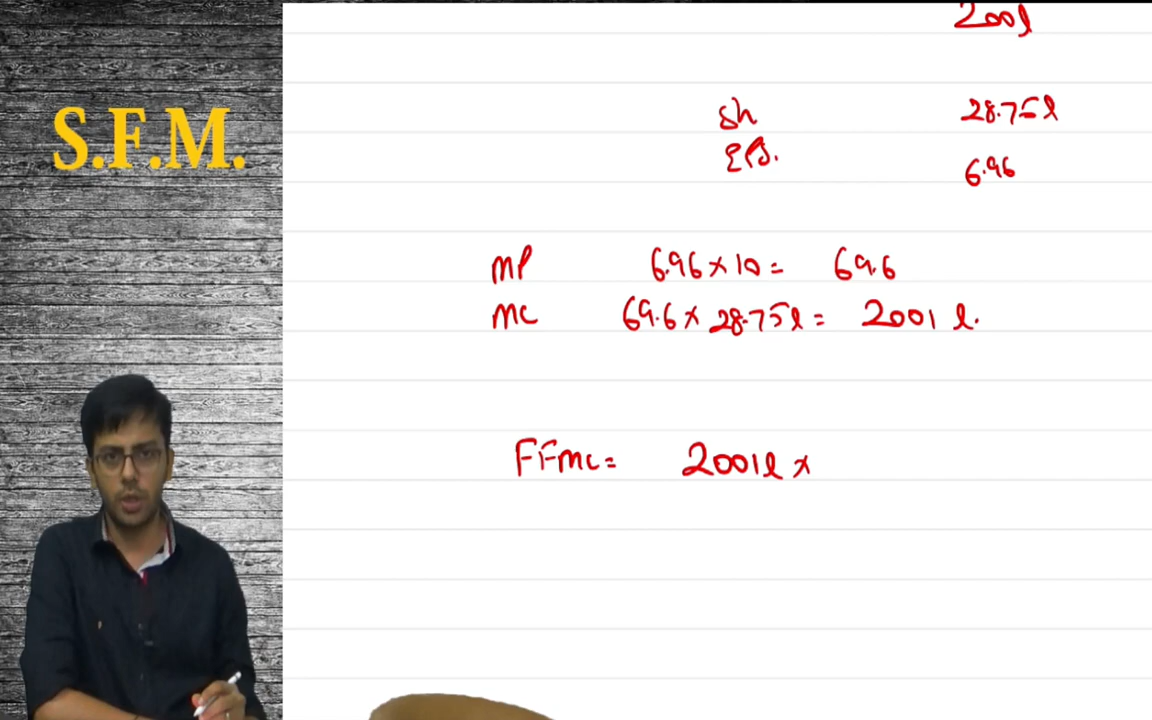 S.F.M.
200l
Sh 28.75l
EPS. 6.96
MP 6.96 x 10 = 69.6
MC 69.6 x 28.75l = 2001 l.
FFMC = 2001l x